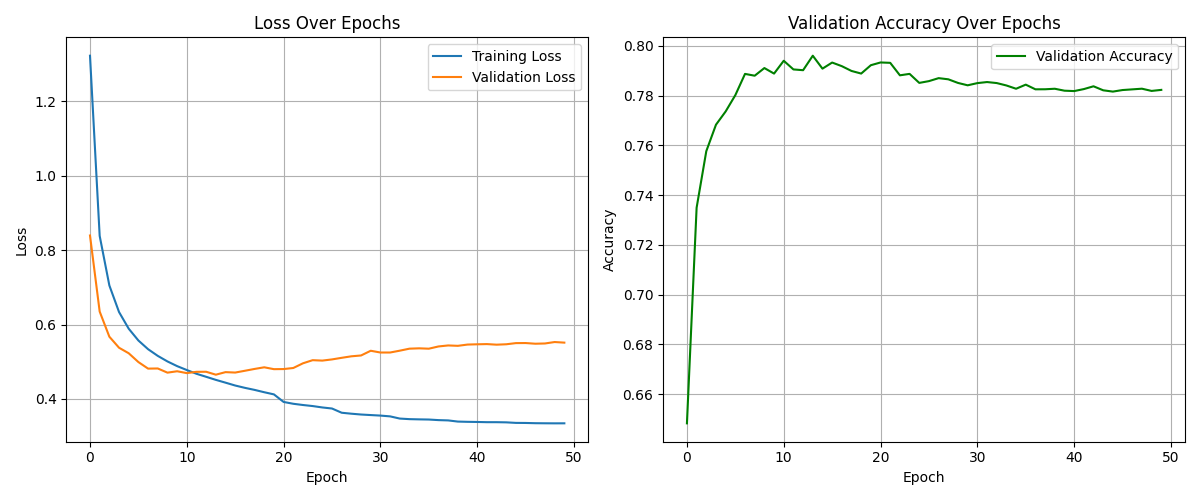 Loss Over Epochs
Training Loss
Validation Loss
1.2
1.0
0.8
0.6
0.4
Loss
0 10 20 30 40 50
Epoch
Validation Accuracy Over Epochs
Validation Accuracy
0.80
0.78
0.76
0.74
0.72
0.70
0.68
0.66
Accuracy
0 10 20 30 40 50
Epoch